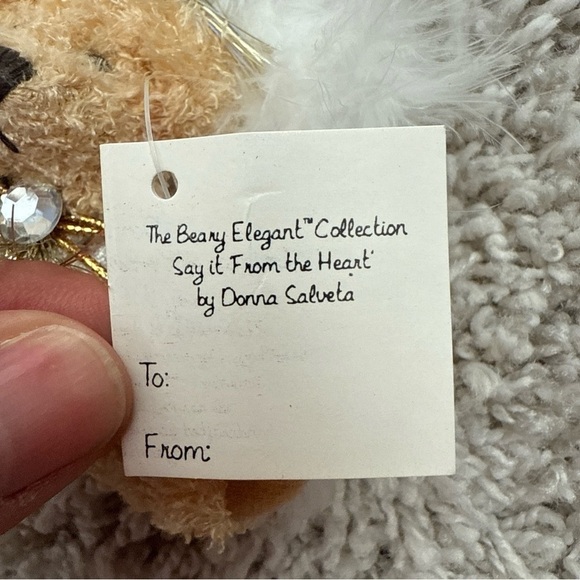 The Beary Elegant™ Collection
Say it From the Heart'
by Donna Salveta
To:
From: